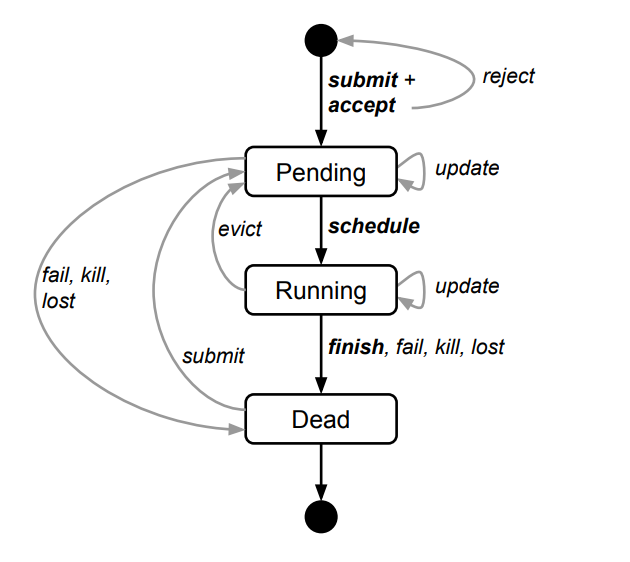 submit +
accept
reject
Pending
update
evict
schedule
fail, kill,
lost
Running
update
submit
finish, fail, kill, lost
Dead